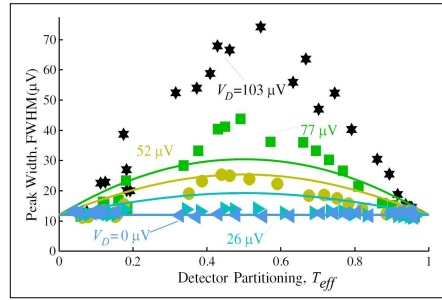 Peak Width, FWHM(μV)
70
60
50
40
30
20
10
0
V_D=103 μV
77 μV
52 μV
V_D=0 μV
26 μV
0 0.2 0.4 0.6 0.8 1
Detector Partitioning, T_eff